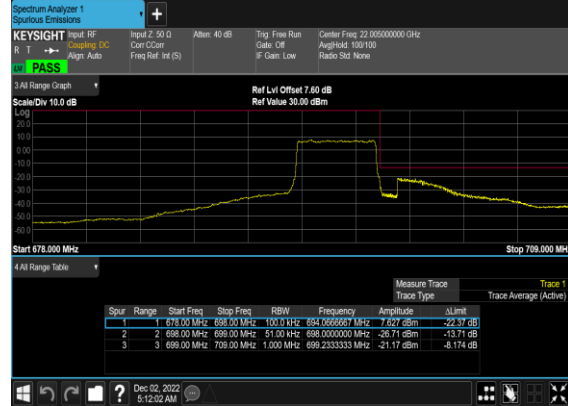 Spectrum Analyzer 1
Spurious Emissions
KEYSIGHT Input: RF Input Z: 50 Ω Atten: 40 dB Trig: Free Run Center Freq: 22.005000000 GHz
R T Coupling: DC Corr CCorr Gate: Off Avg|Hold: 100/100
Align: Auto Freq Ref: Int (S) IF Gain: Low Radio Std: None
PASS
3 All Range Graph
Ref Lvl Offset 7.60 dB
Scale/Div 10.0 dB Ref Value 30.00 dBm
Log
20.0
10.0
0.00
-10.0
-20.0
-30.0
-40.0
-50.0
-60.0
Start 678.000 MHz Stop 709.000 MH
4 All Range Table
Measure Trace Trace 1
Trace Type Trace Average (Active)
Spur Range Start Freq Stop Freq RBW Frequency Amplitude ΔLimit
1 1 678.00 MHz 698.00 MHz 100.0 kHz 694.0666667 MHz 7.627 dBm -22.37 dB
2 2 698.00 MHz 699.00 MHz 51.00 kHz 698.0000000 MHz -26.71 dBm -13.71 dB
3 3 699.00 MHz 709.00 MHz 1.000 MHz 699.2333333 MHz -21.17 dBm -8.174 dB
? Dec 02, 2022
5:12:02 AM